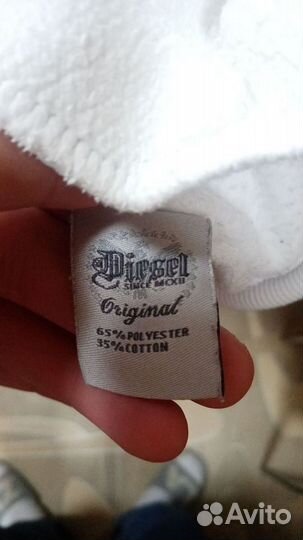 Diesel
SINCE MCXII
Original
65% POLYESTER
35% COTTON
Avito